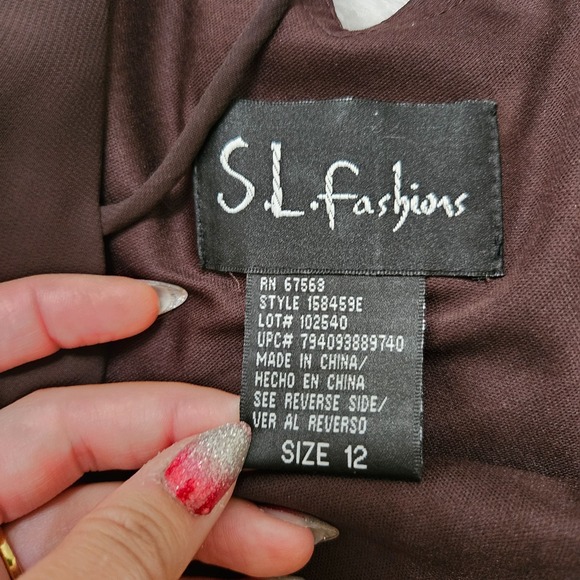 S.L. fashions
RN 67563
STYLE 158459E
LOT# 102540
UPC# 794093889740
MADE IN CHINA/
HECHO EN CHINA
SEE REVERSE SIDE/
VER AL REVERSO
SIZE 12